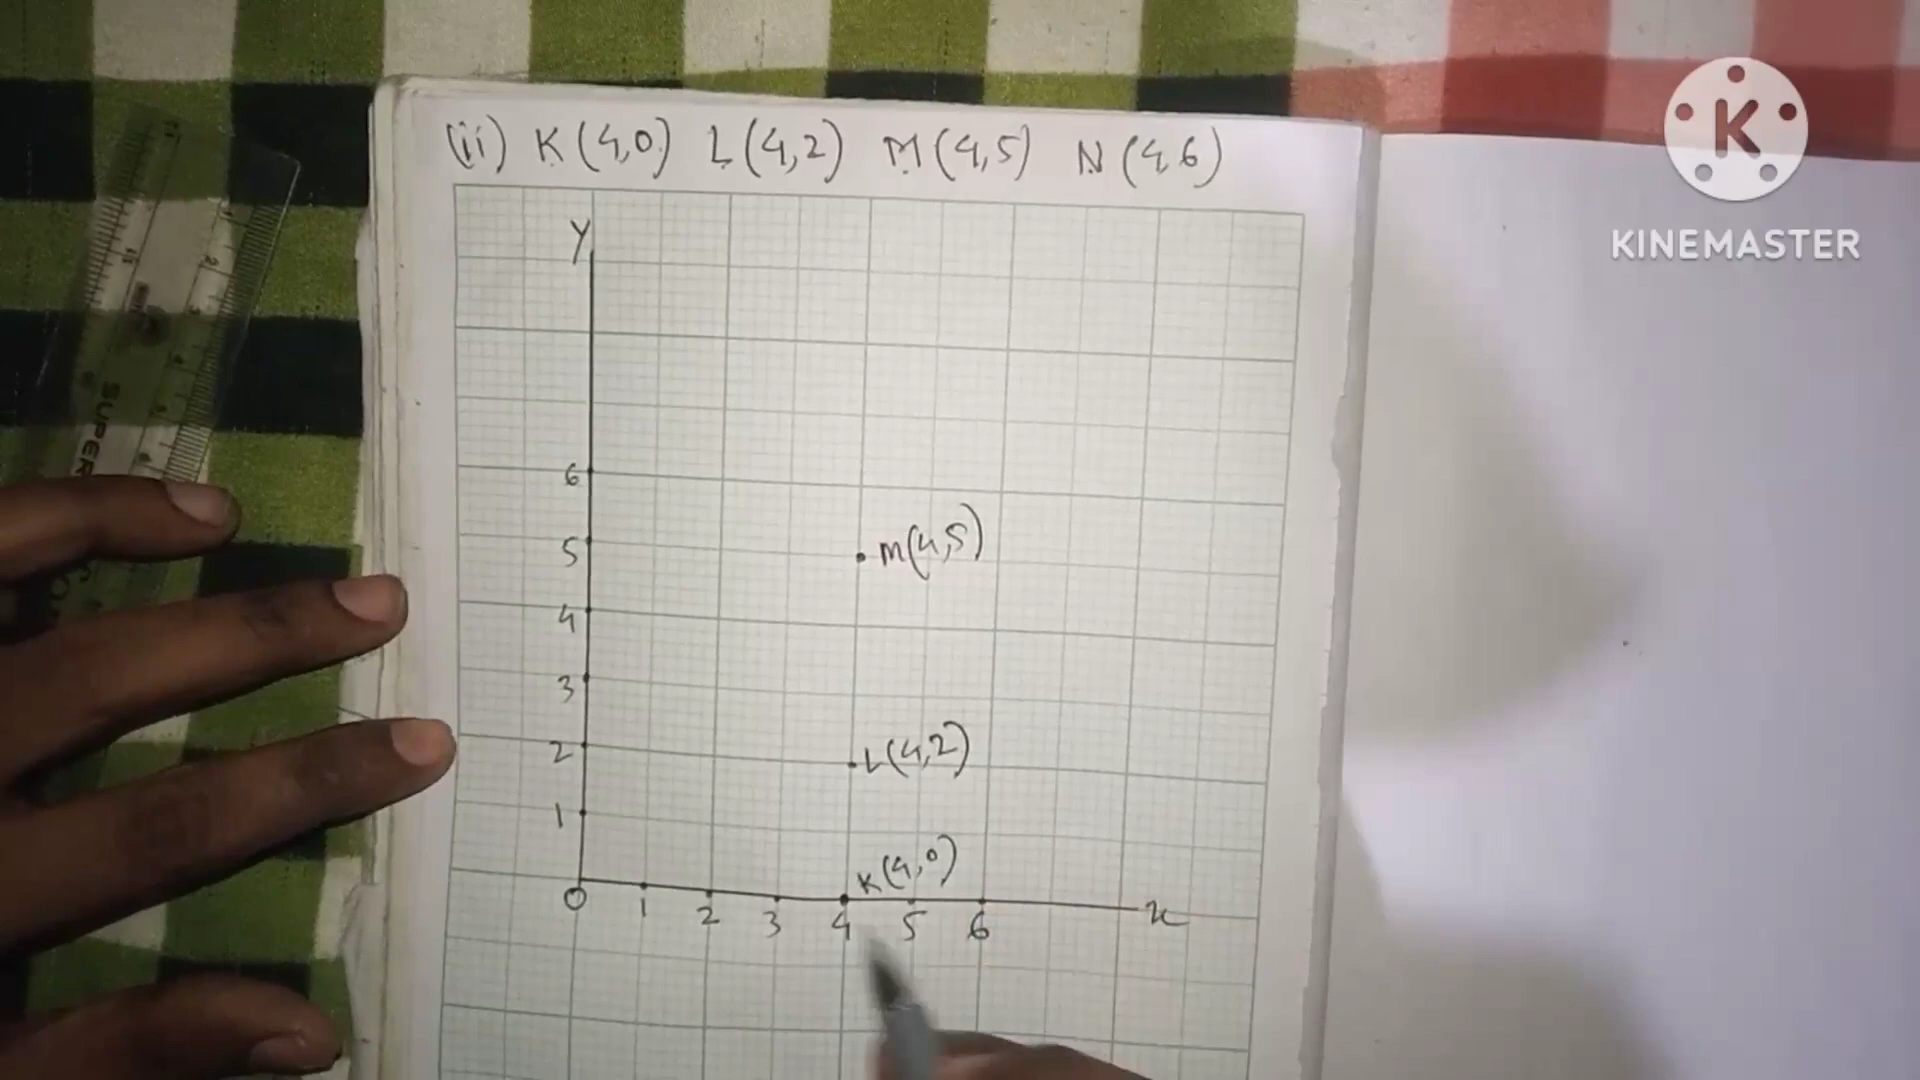 (ii) K(4,0) L(4,2) M(4,5) N(4,6)
K
KINEMASTER
y
6
5
M(4,5)
4
3
2
L(4,2)
1
K(4,0)
0 1 2 3 4 5 6 x
SUPER